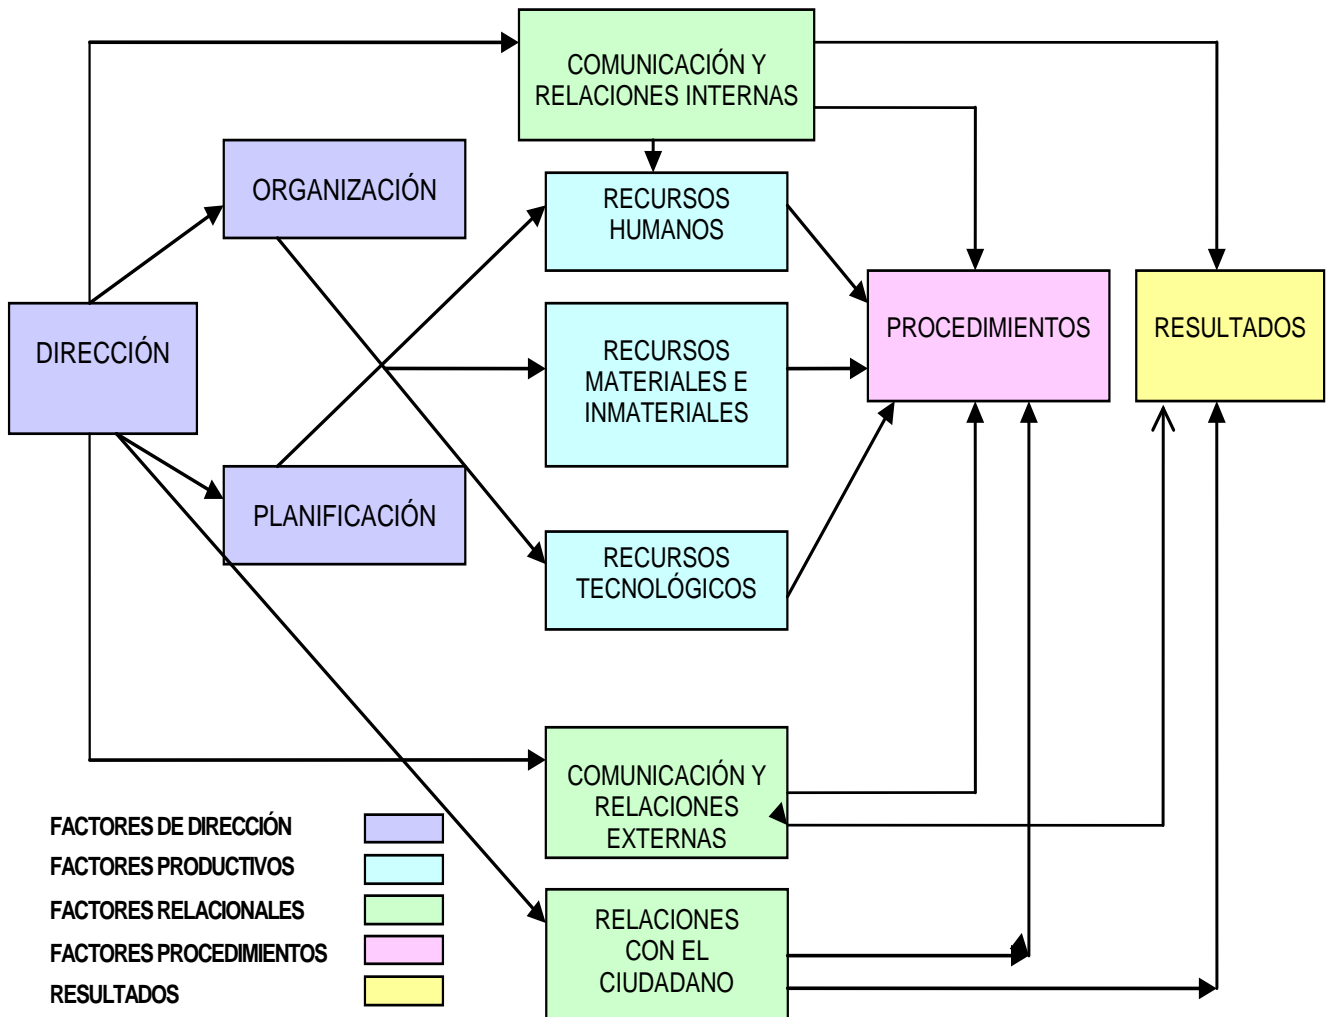 COMUNICACIÓN Y
RELACIONES INTERNAS
ORGANIZACIÓN
RECURSOS
HUMANOS
DIRECCIÓN
RECURSOS
MATERIALES E
INMATERIALES
PROCEDIMIENTOS
RESULTADOS
PLANIFICACIÓN
RECURSOS
TECNOLÓGICOS
COMUNICACIÓN Y
RELACIONES
EXTERNAS
RELACIONES
CON EL
CIUDADANO
FACTORES DE DIRECCIÓN
FACTORES PRODUCTIVOS
FACTORES RELACIONALES
FACTORES PROCEDIMIENTOS
RESULTADOS